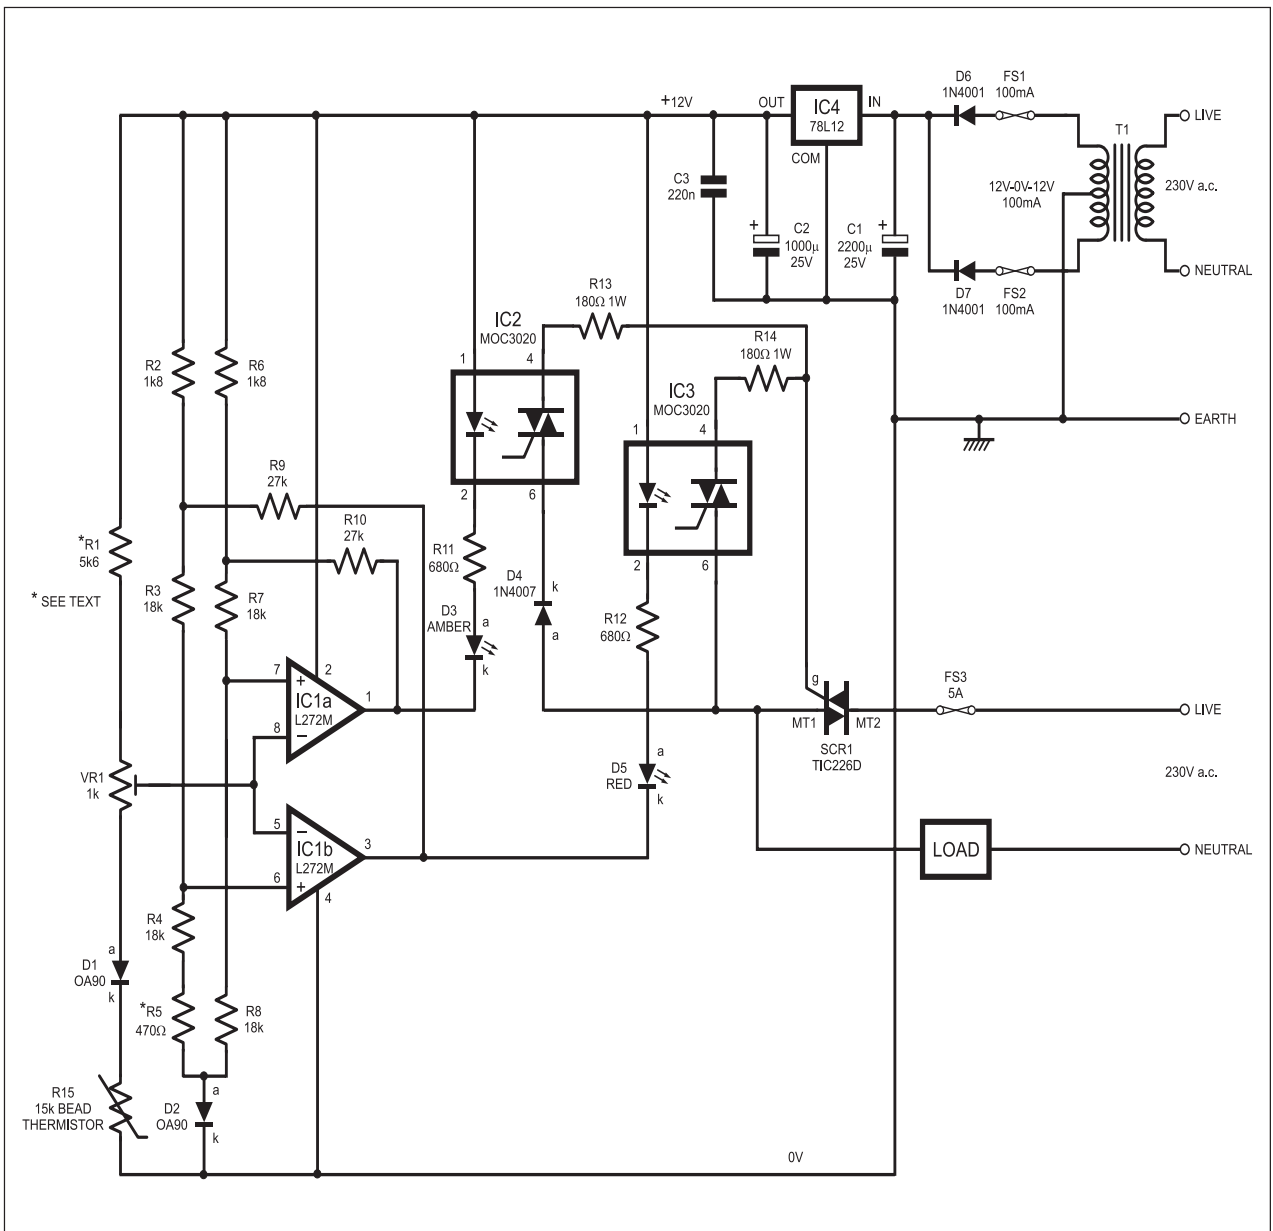 D6
1N4001
FS1
100mA
+12V
OUT
IC4
78L12
IN
COM
T1
LIVE
C3
220n
12V-0V-12V
100mA
230V a.c.
+
C2
1000μ
25V
C1
2200μ
25V
+
D7
1N4001
FS2
100mA
NEUTRAL
R13
180Ω 1W
IC2
MOC3020
R14
180Ω 1W
R2
1k8
R6
1k8
1
4
IC3
MOC3020
EARTH
1
4
R9
27k
2
6
R10
27k
*R1
5k6
R11
680Ω
2
6
* SEE TEXT
R3
18k
R7
18k
D4
1N4007
k
a
D3
AMBER
a
k
R12
680Ω
7
+
2
IC1a
L272M
1
8
−
g
MT1
MT2
SCR1
TIC226D
FS3
5A
LIVE
VR1
1k
D5
RED
a
k
230V a.c.
5
−
IC1b
L272M
3
6
+
4
LOAD
NEUTRAL
R4
18k
a
D1
OA90
k
*R5
470Ω
R8
18k
R15
15k BEAD
THERMISTOR
D2
OA90
a
k
0V